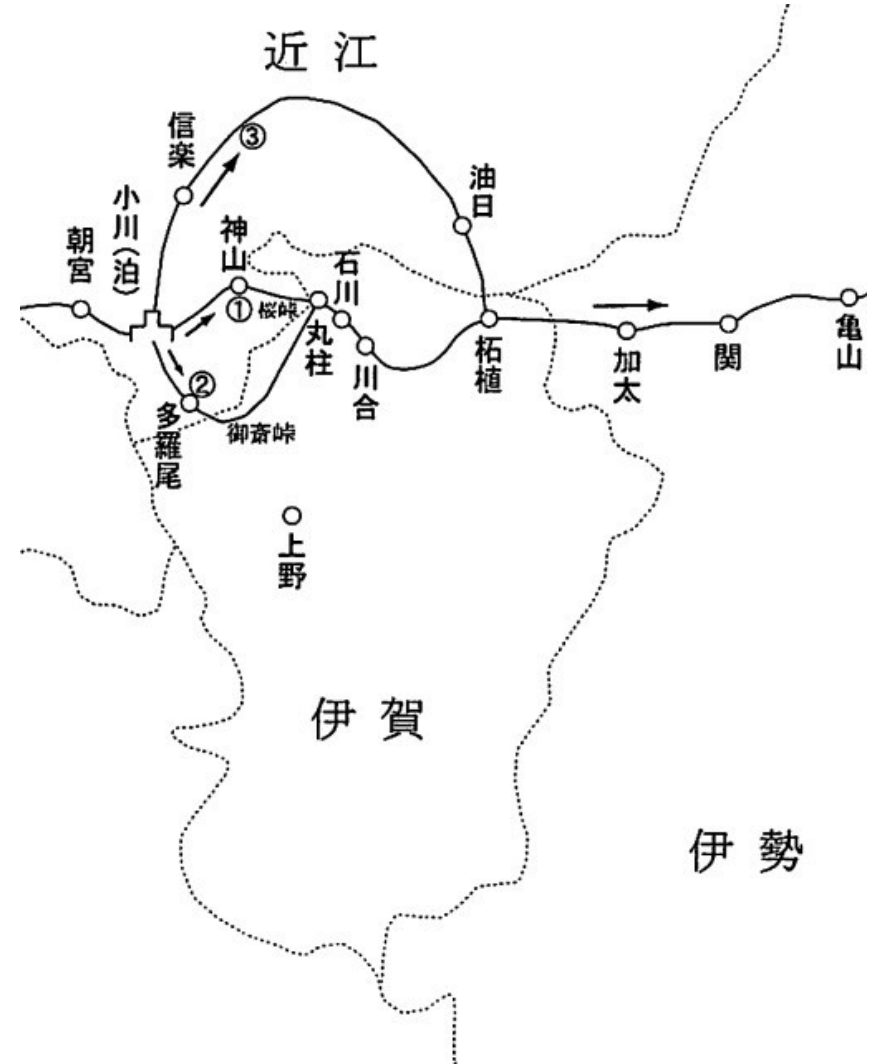 近江
信楽
③
油日
小川(泊)
朝宮
神山
①
桜峠
石川
丸柱
川合
柘植
加太
関
亀山
②
多羅尾
御斎峠
上野
伊賀
伊勢